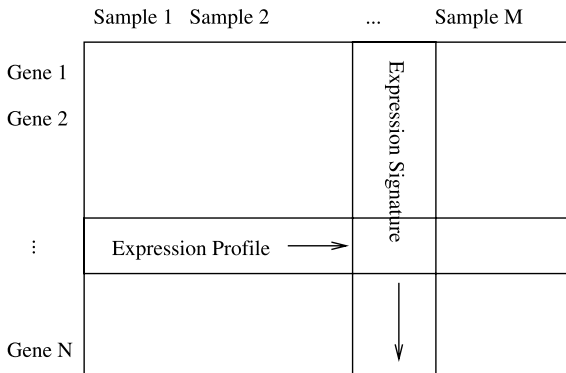 Sample 1 Sample 2 ... Sample M
Gene 1
Gene 2
Expression Signature
...
Expression Profile
Gene N